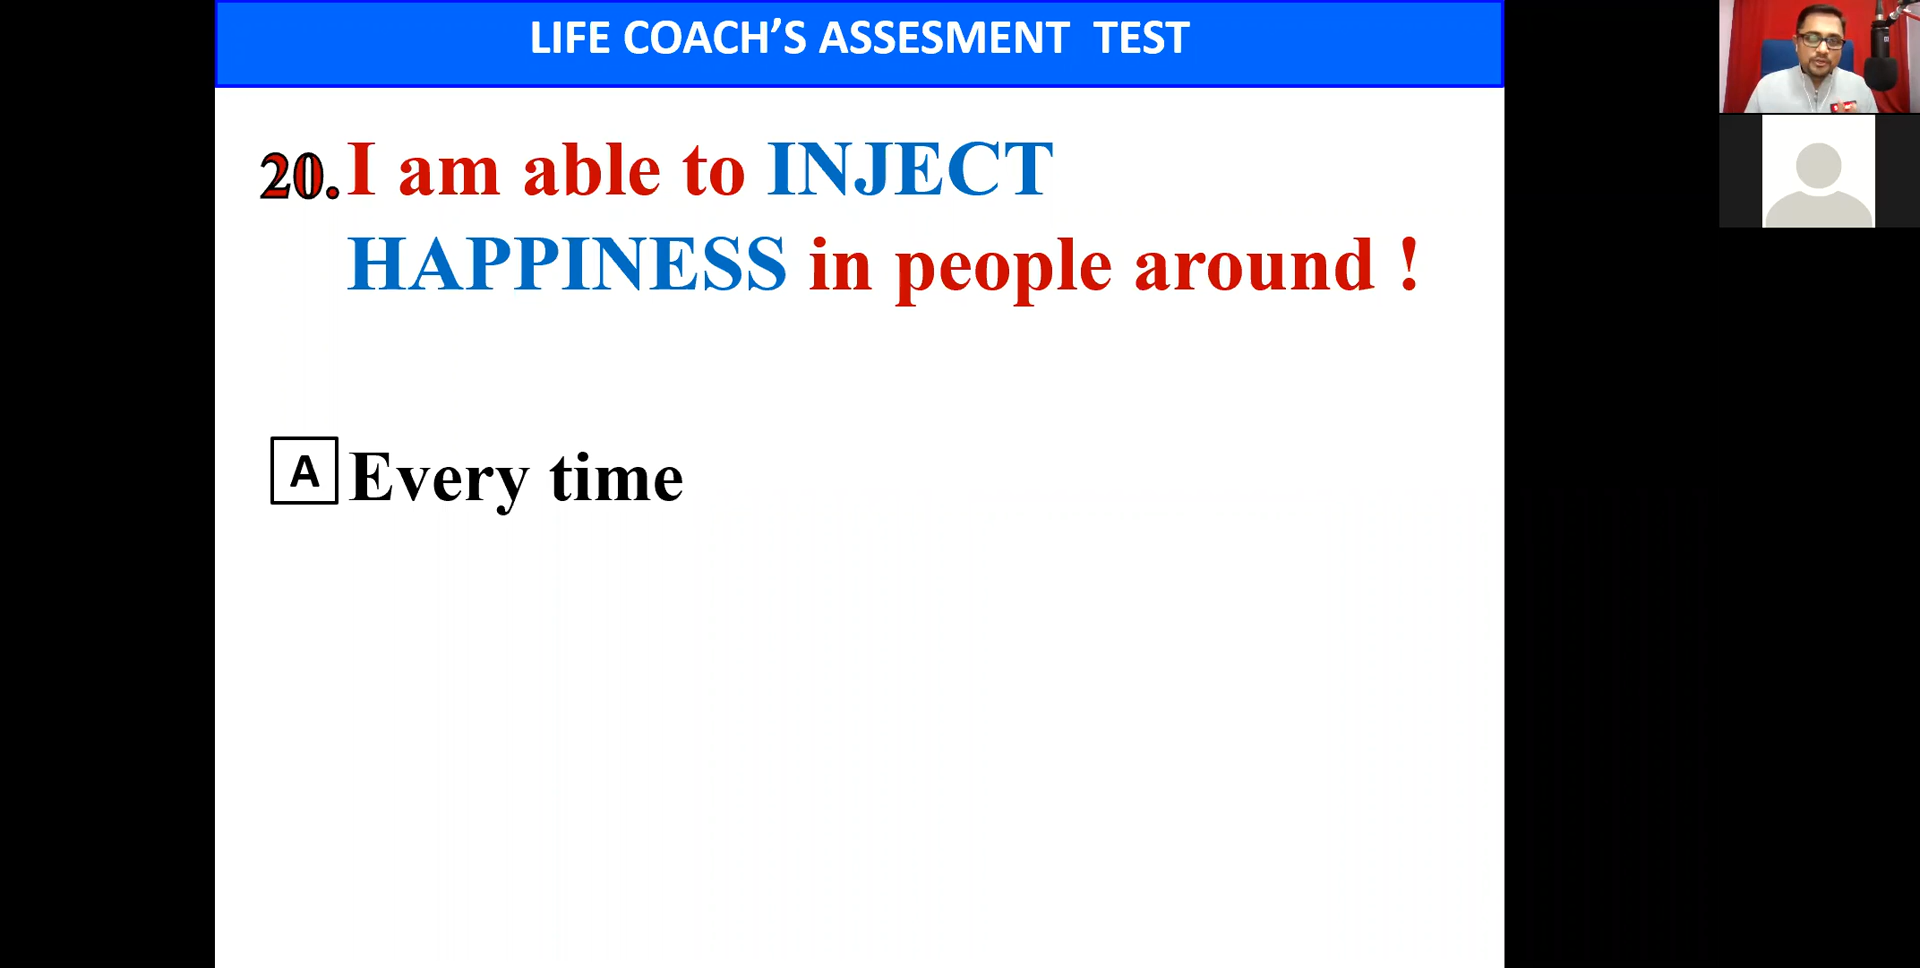 LIFE COACH’S ASSESMENT TEST
20. I am able to INJECT
HAPPINESS in people around !
A Every time